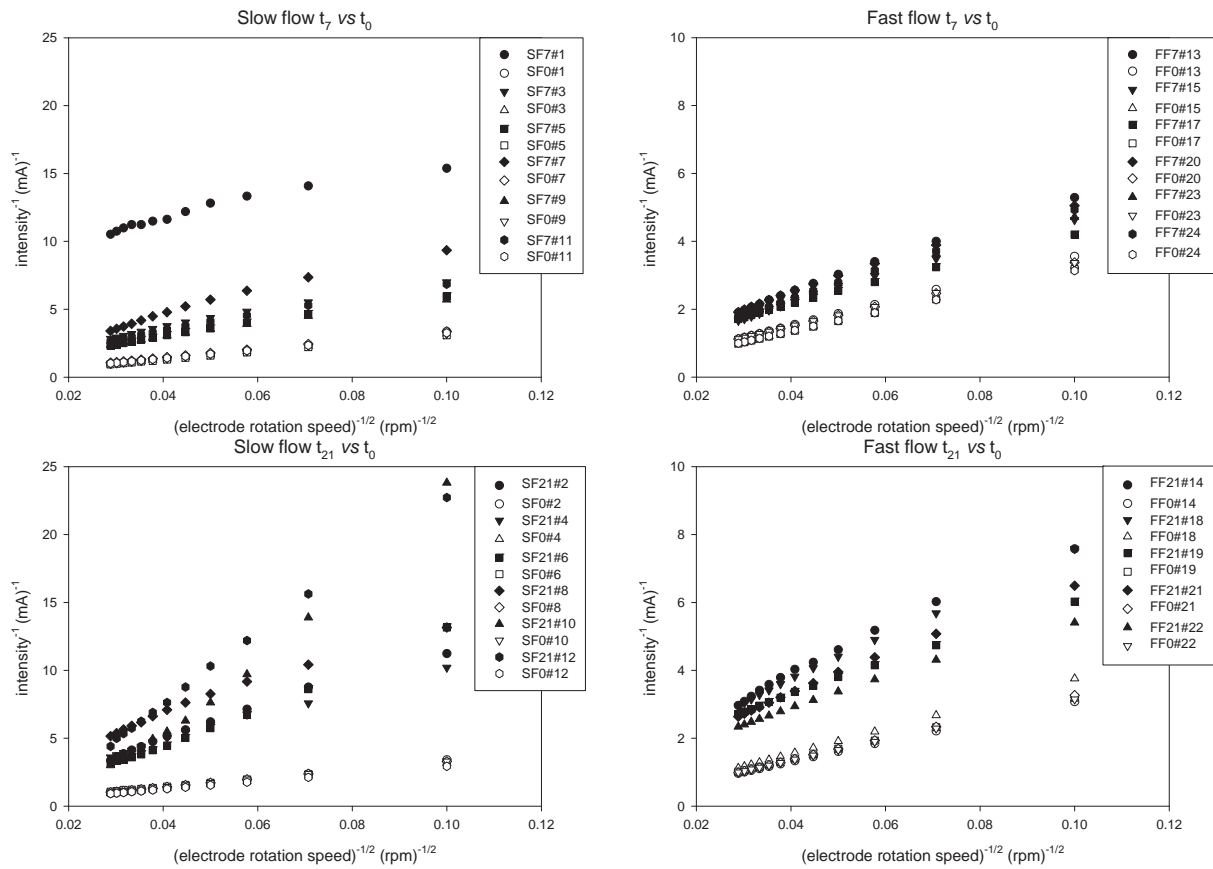 Slow flow t7 vs t0
25
20
15
10
5
0
intensity-1 (mA)-1
0.02 0.04 0.06 0.08 0.10 0.12
(electrode rotation speed)-1/2 (rpm)-1/2
SF7#1
SF0#1
SF7#3
SF0#3
SF7#5
SF0#5
SF7#7
SF0#7
SF7#9
SF0#9
SF7#11
SF0#11
Fast flow t7 vs t0
10
8
6
4
2
0
intensity-1 (mA)-1
0.02 0.04 0.06 0.08 0.10 0.12
(electrode rotation speed)-1/2 (rpm)-1/2
FF7#13
FF0#13
FF7#15
FF0#15
FF7#17
FF0#17
FF7#20
FF0#20
FF7#23
FF0#23
FF7#24
FF0#24
Slow flow t21 vs t0
25
20
15
10
5
0
intensity-1 (mA)-1
0.02 0.04 0.06 0.08 0.10 0.12
(electrode rotation speed)-1/2 (rpm)-1/2
SF21#2
SF0#2
SF21#4
SF0#4
SF21#6
SF0#6
SF21#8
SF0#8
SF21#10
SF0#10
SF21#12
SF0#12
Fast flow t21 vs t0
10
8
6
4
2
0
intensity-1 (mA)-1
0.02 0.04 0.06 0.08 0.10 0.12
(electrode rotation speed)-1/2 (rpm)-1/2
FF21#14
FF0#14
FF21#18
FF0#18
FF21#19
FF0#19
FF21#21
FF0#21
FF21#22
FF0#22